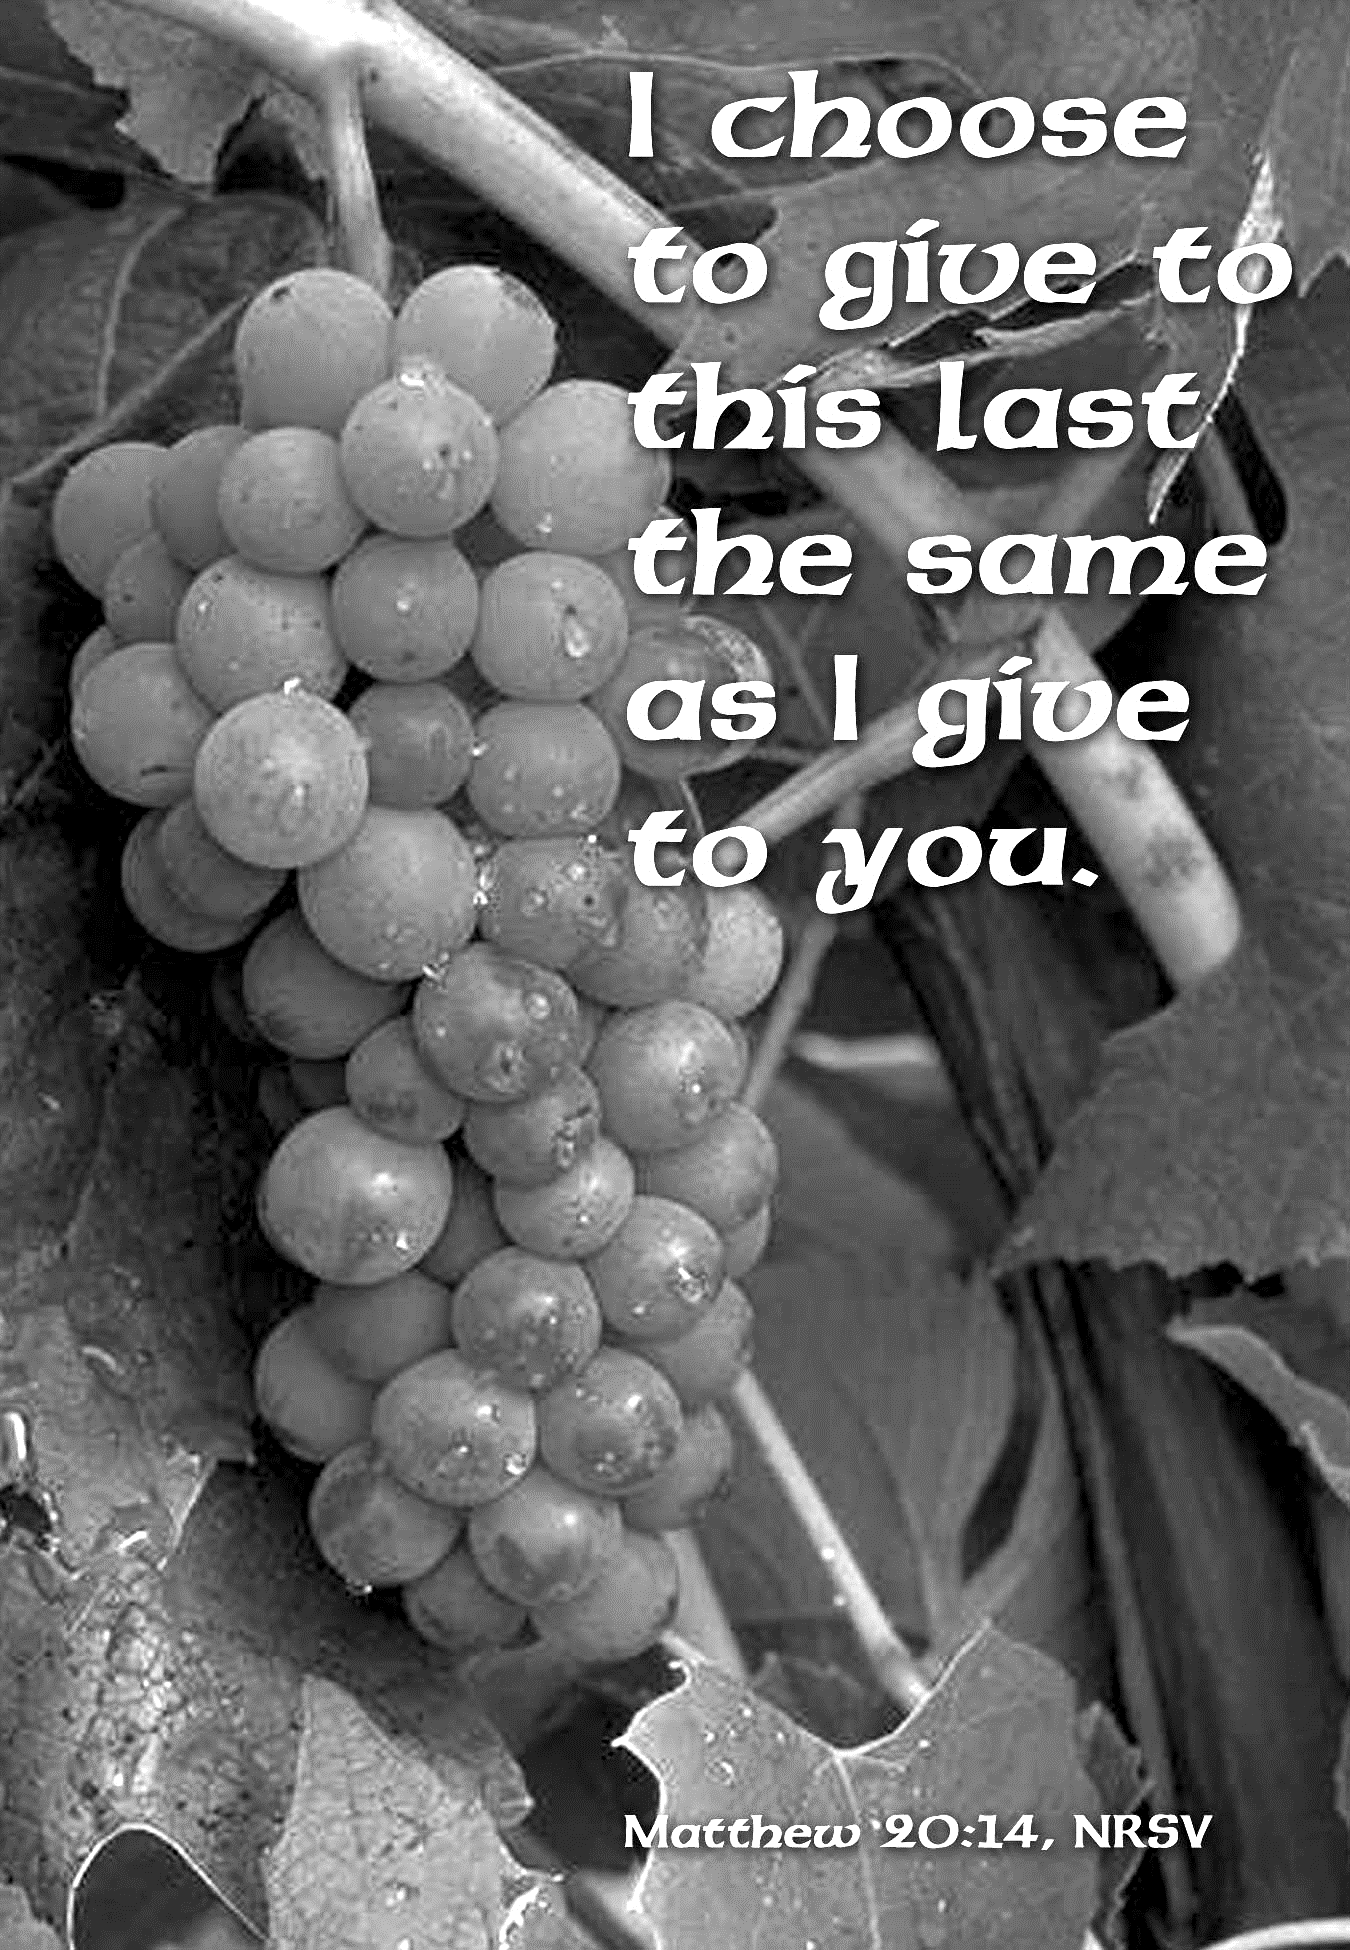 I choose
to give to
this last
the same
as I give
to you.
Matthew 20:14, NRSV